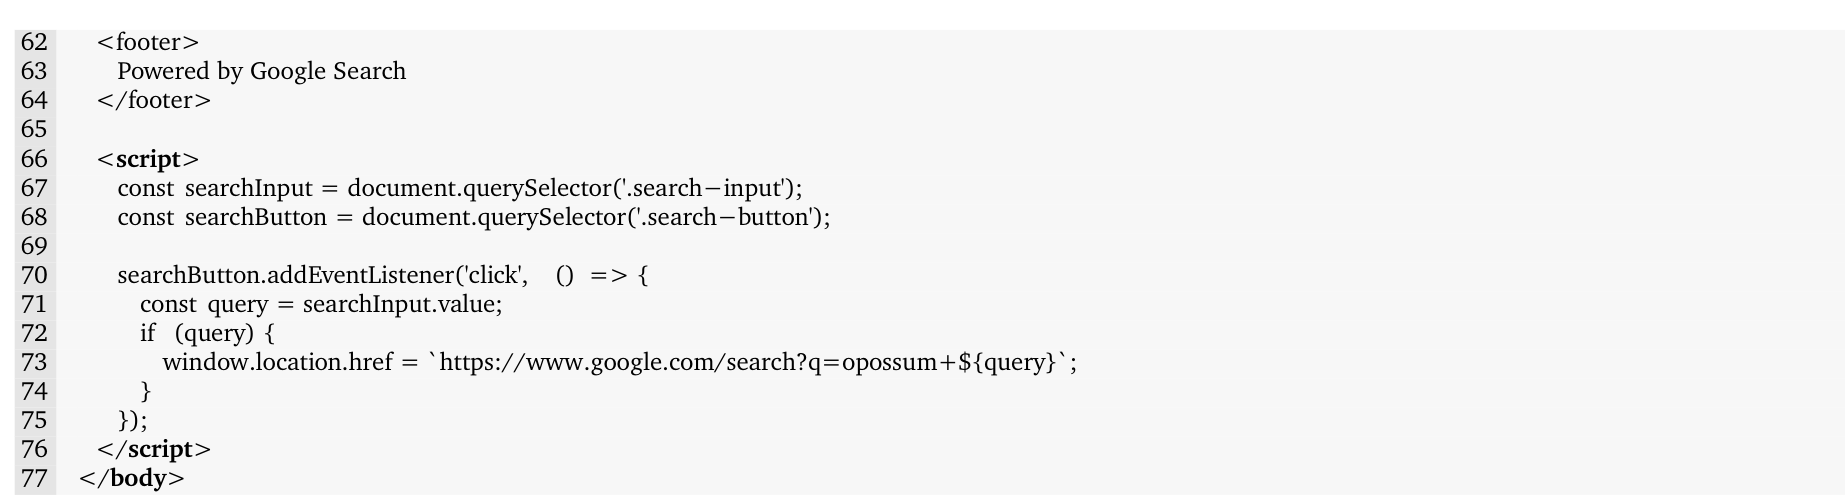 62 <footer>
63 Powered by Google Search
64 </footer>
65
66 <script>
67 const searchInput = document.querySelector('.search−input');
68 const searchButton = document.querySelector('.search−button');
69
70 searchButton.addEventListener('click', () => {
71 const query = searchInput.value;
72 if (query) {
73 window.location.href = `https://www.google.com/search?q=opossum+${query}`;
74 }
75 });
76 </script>
77 </body>